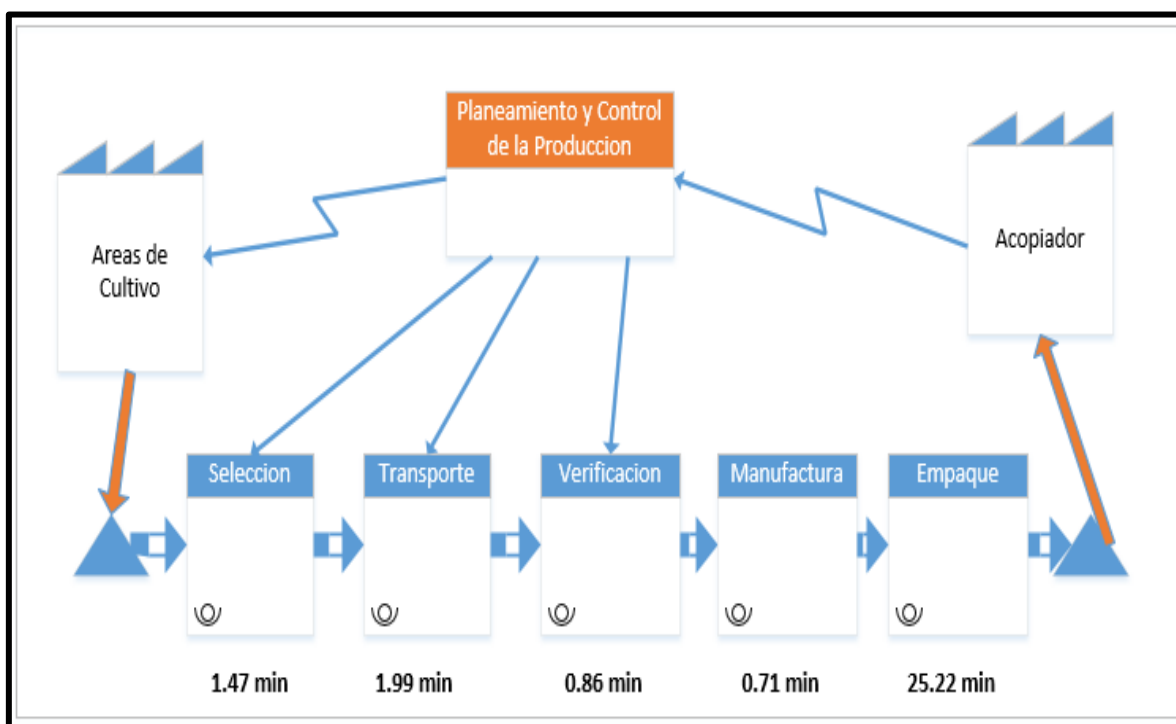 Planeamiento y Control
de la Produccion
Areas de
Cultivo
Acopiador
Seleccion
Transporte
Verificacion
Manufactura
Empaque
1.47 min
1.99 min
0.86 min
0.71 min
25.22 min